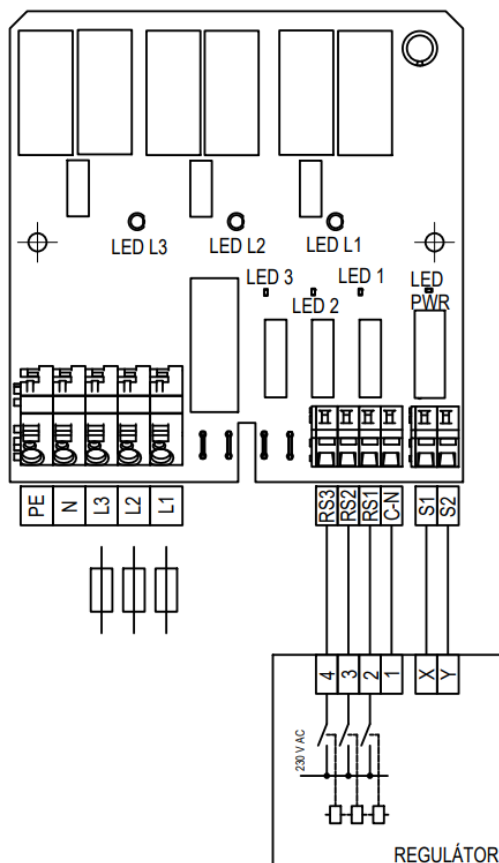 LED L3
LED L2
LED L1
LED 3
LED 2
LED 1
LED
PWR
PE
N
L3
L2
L1
RS3
RS2
RS1
C-N
S1
S2
4
3
2
1
X
Y
230 V AC
REGULÁTOR